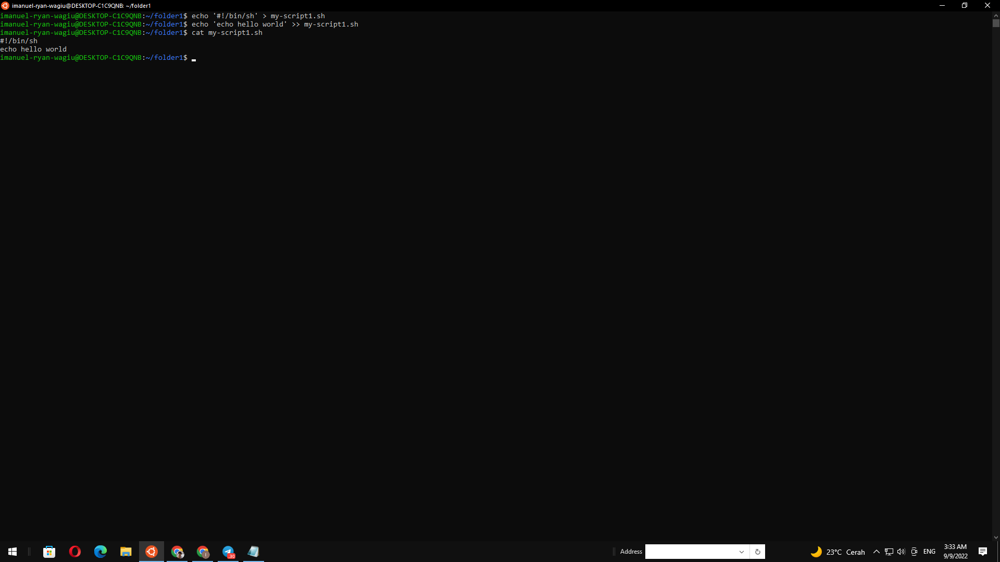 imanuel-ryan-wagiu@DESKTOP-C1C9QNB: ~/folder1
imanuel-ryan-wagiu@DESKTOP-C1C9QNB:~/folder1$ echo '#!/bin/sh' > my-script1.sh
imanuel-ryan-wagiu@DESKTOP-C1C9QNB:~/folder1$ echo 'echo hello world' >> my-script1.sh
imanuel-ryan-wagiu@DESKTOP-C1C9QNB:~/folder1$ cat my-script1.sh
#!/bin/sh
echo hello world
imanuel-ryan-wagiu@DESKTOP-C1C9QNB:~/folder1$
.30
Address
23°C Cerah
ENG
3:33 AM
9/9/2022